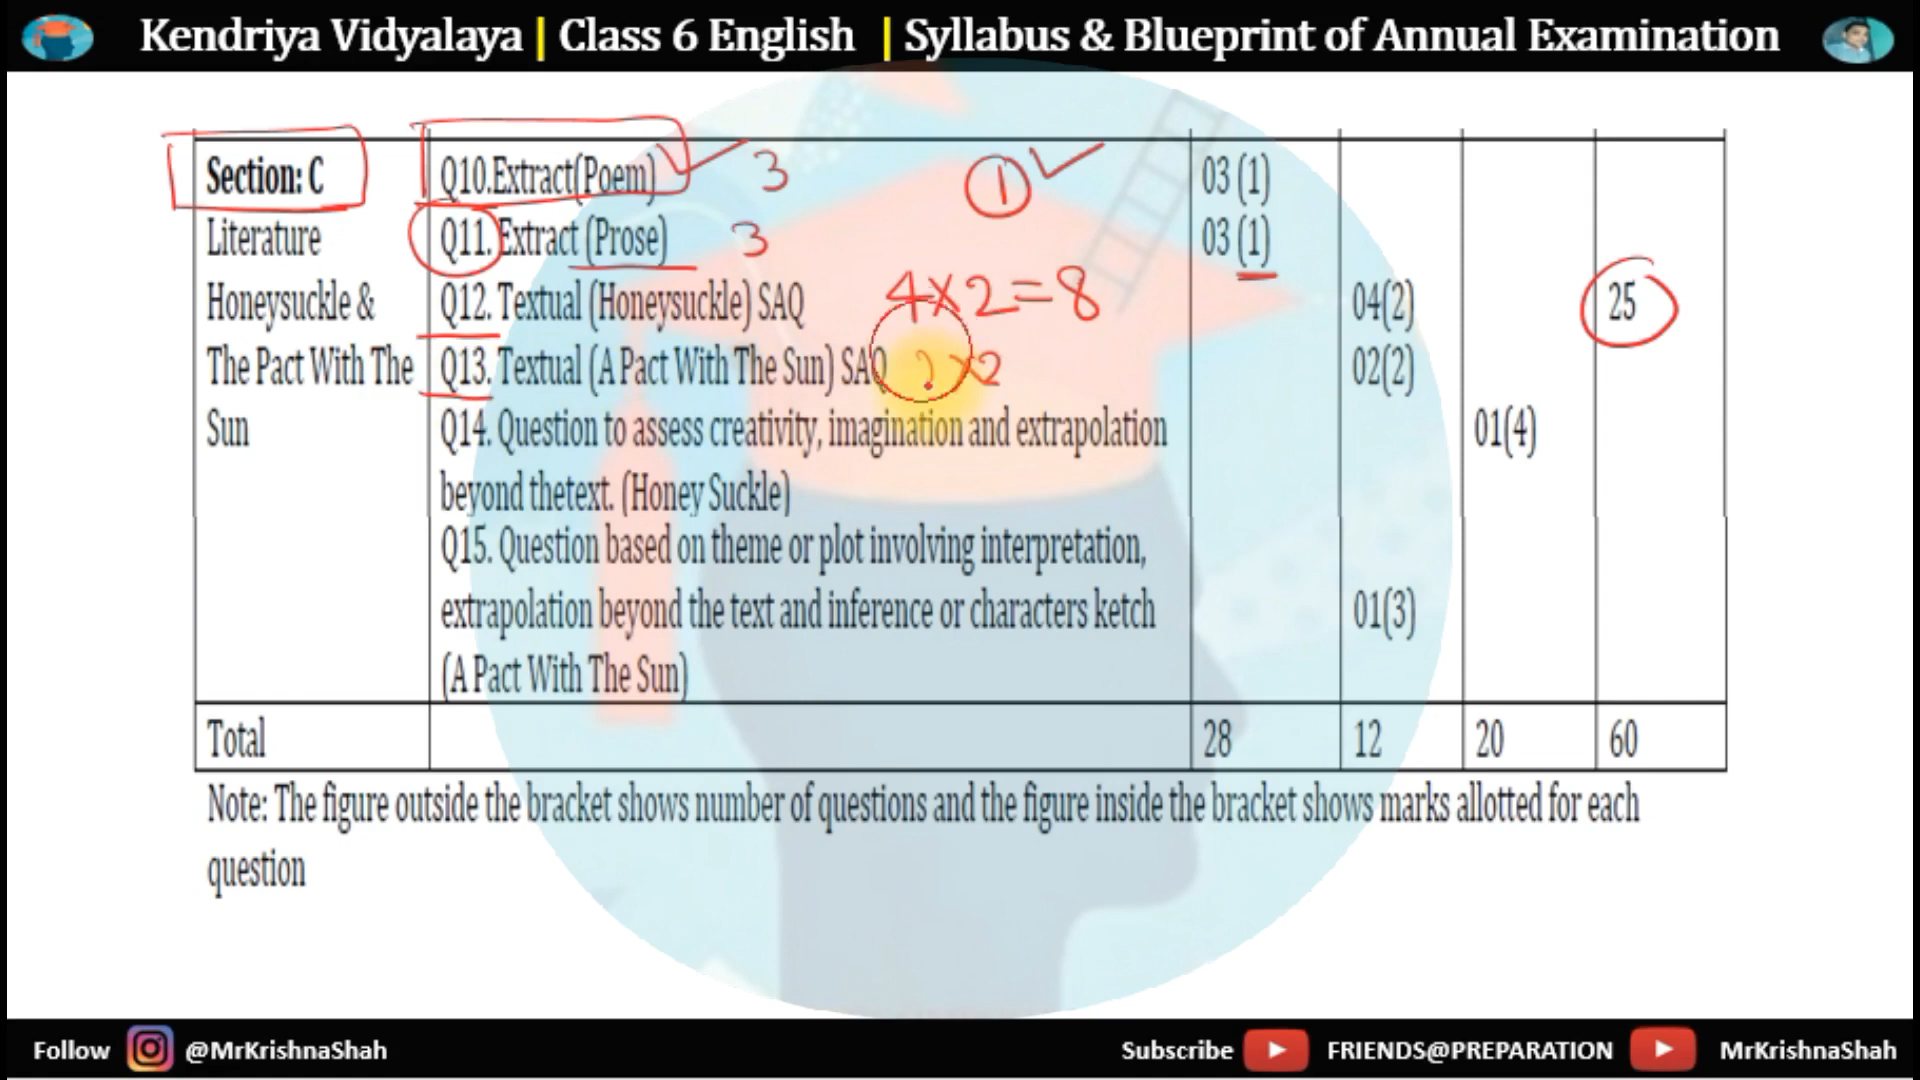 Kendriya Vidyalaya | Class 6 English | Syllabus & Blueprint of Annual Examination
Section: C Q10.Extract(Poem) 3 1 03 (1)
Literature Q11. Extract (Prose) 3 03 (1)
Honeysuckle & Q12. Textual (Honeysuckle) SAQ 4x2=8 04(2) 25
The Pact With The Q13. Textual (A Pact With The Sun) SAQ x2 02(2)
Sun Q14. Question to assess creativity, imagination and extrapolation 01(4)
beyond thetext. (Honey Suckle)
Q15. Question based on theme or plot involving interpretation,
extrapolation beyond the text and inference or characters ketch 01(3)
(A Pact With The Sun)
Total 28 12 20 60
Note: The figure outside the bracket shows number of questions and the figure inside the bracket shows marks allotted for each
question
Follow @MrKrishnaShah Subscribe FRIENDS@PREPARATION MrKrishnaShah